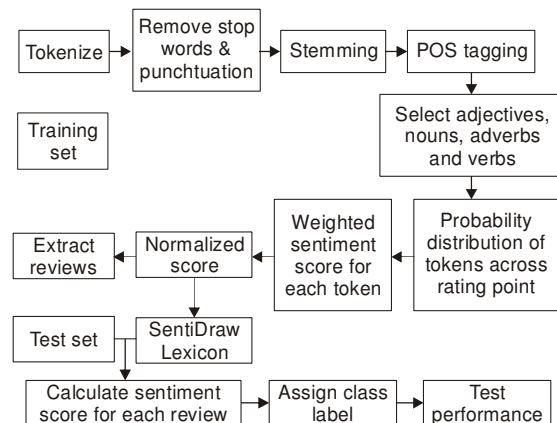 Tokenize
Remove stop
words &
punchtuation
Stemming
POS tagging
Select adjectives,
nouns, adverbs
and verbs
Training
set
Extract
reviews
Normalized
score
Weighted
sentiment
score for
each token
Probability
distribution of
tokens across
rating point
Test set
SentiDraw
Lexicon
Calculate sentiment
score for each review
Assign class
label
Test
performance